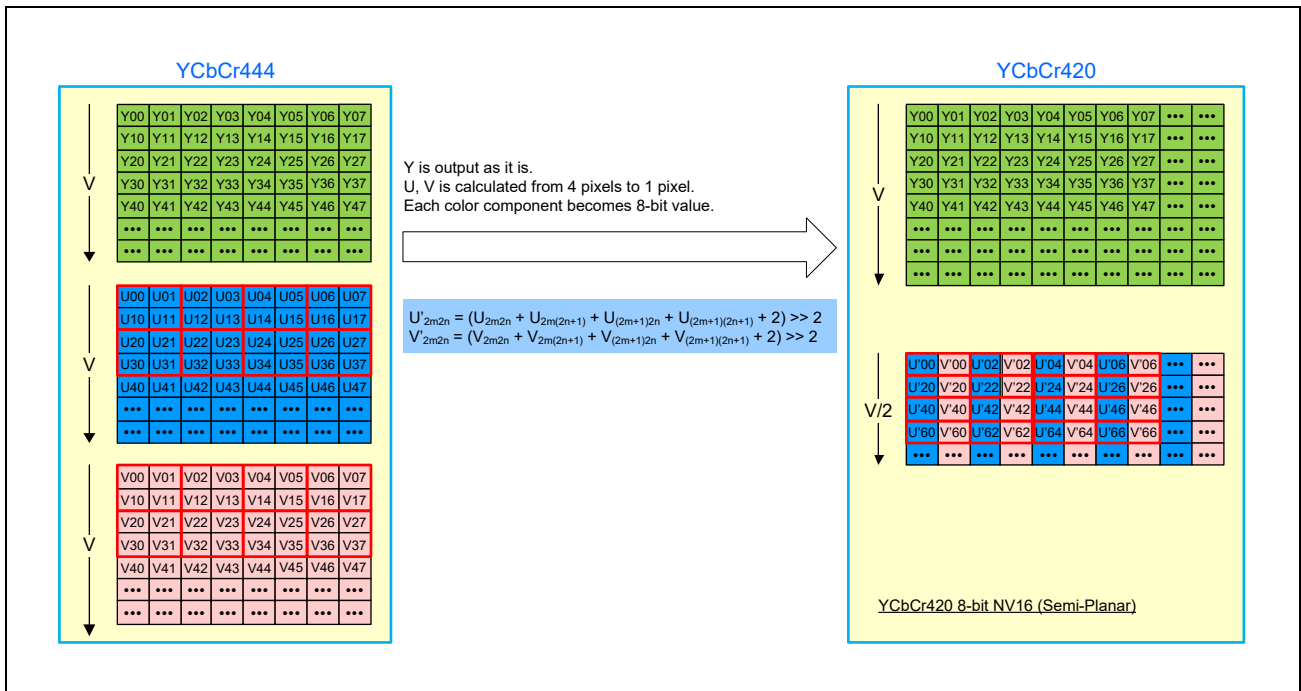 YCbCr444
V
Y00 Y01 Y02 Y03 Y04 Y05 Y06 Y07
Y10 Y11 Y12 Y13 Y14 Y15 Y16 Y17
Y20 Y21 Y22 Y23 Y24 Y25 Y26 Y27
Y30 Y31 Y32 Y33 Y34 Y35 Y36 Y37
Y40 Y41 Y42 Y43 Y44 Y45 Y46 Y47
••• ••• ••• ••• ••• ••• ••• •••
••• ••• ••• ••• ••• ••• ••• •••
V
U00 U01 U02 U03 U04 U05 U06 U07
U10 U11 U12 U13 U14 U15 U16 U17
U20 U21 U22 U23 U24 U25 U26 U27
U30 U31 U32 U33 U34 U35 U36 U37
U40 U41 U42 U43 U44 U45 U46 U47
••• ••• ••• ••• ••• ••• ••• •••
••• ••• ••• ••• ••• ••• ••• •••
V
V00 V01 V02 V03 V04 V05 V06 V07
V10 V11 V12 V13 V14 V15 V16 V17
V20 V21 V22 V23 V24 V25 V26 V27
V30 V31 V32 V33 V34 V35 V36 V37
V40 V41 V42 V43 V44 V45 V46 V47
••• ••• ••• ••• ••• ••• ••• •••
••• ••• ••• ••• ••• ••• ••• •••
Y is output as it is.
U, V is calculated from 4 pixels to 1 pixel.
Each color component becomes 8-bit value.
U'2m2n = (U2m2n + U2m(2n+1) + U(2m+1)2n + U(2m+1)(2n+1) + 2) >> 2
V'2m2n = (V2m2n + V2m(2n+1) + V(2m+1)2n + V(2m+1)(2n+1) + 2) >> 2
YCbCr420
V
Y00 Y01 Y02 Y03 Y04 Y05 Y06 Y07 ••• •••
Y10 Y11 Y12 Y13 Y14 Y15 Y16 Y17 ••• •••
Y20 Y21 Y22 Y23 Y24 Y25 Y26 Y27 ••• •••
Y30 Y31 Y32 Y33 Y34 Y35 Y36 Y37 ••• •••
Y40 Y41 Y42 Y43 Y44 Y45 Y46 Y47 ••• •••
••• ••• ••• ••• ••• ••• ••• ••• ••• •••
••• ••• ••• ••• ••• ••• ••• ••• ••• •••
••• ••• ••• ••• ••• ••• ••• ••• ••• •••
V/2
U'00 V'00 U'02 V'02 U'04 V'04 U'06 V'06 ••• •••
U'20 V'20 U'22 V'22 U'24 V'24 U'26 V'26 ••• •••
U'40 V'40 U'42 V'42 U'44 V'44 U'46 V'46 ••• •••
U'60 V'60 U'62 V'62 U'64 V'64 U'66 V'66 ••• •••
••• ••• ••• ••• ••• ••• ••• ••• ••• •••
YCbCr420 8-bit NV16 (Semi-Planar)